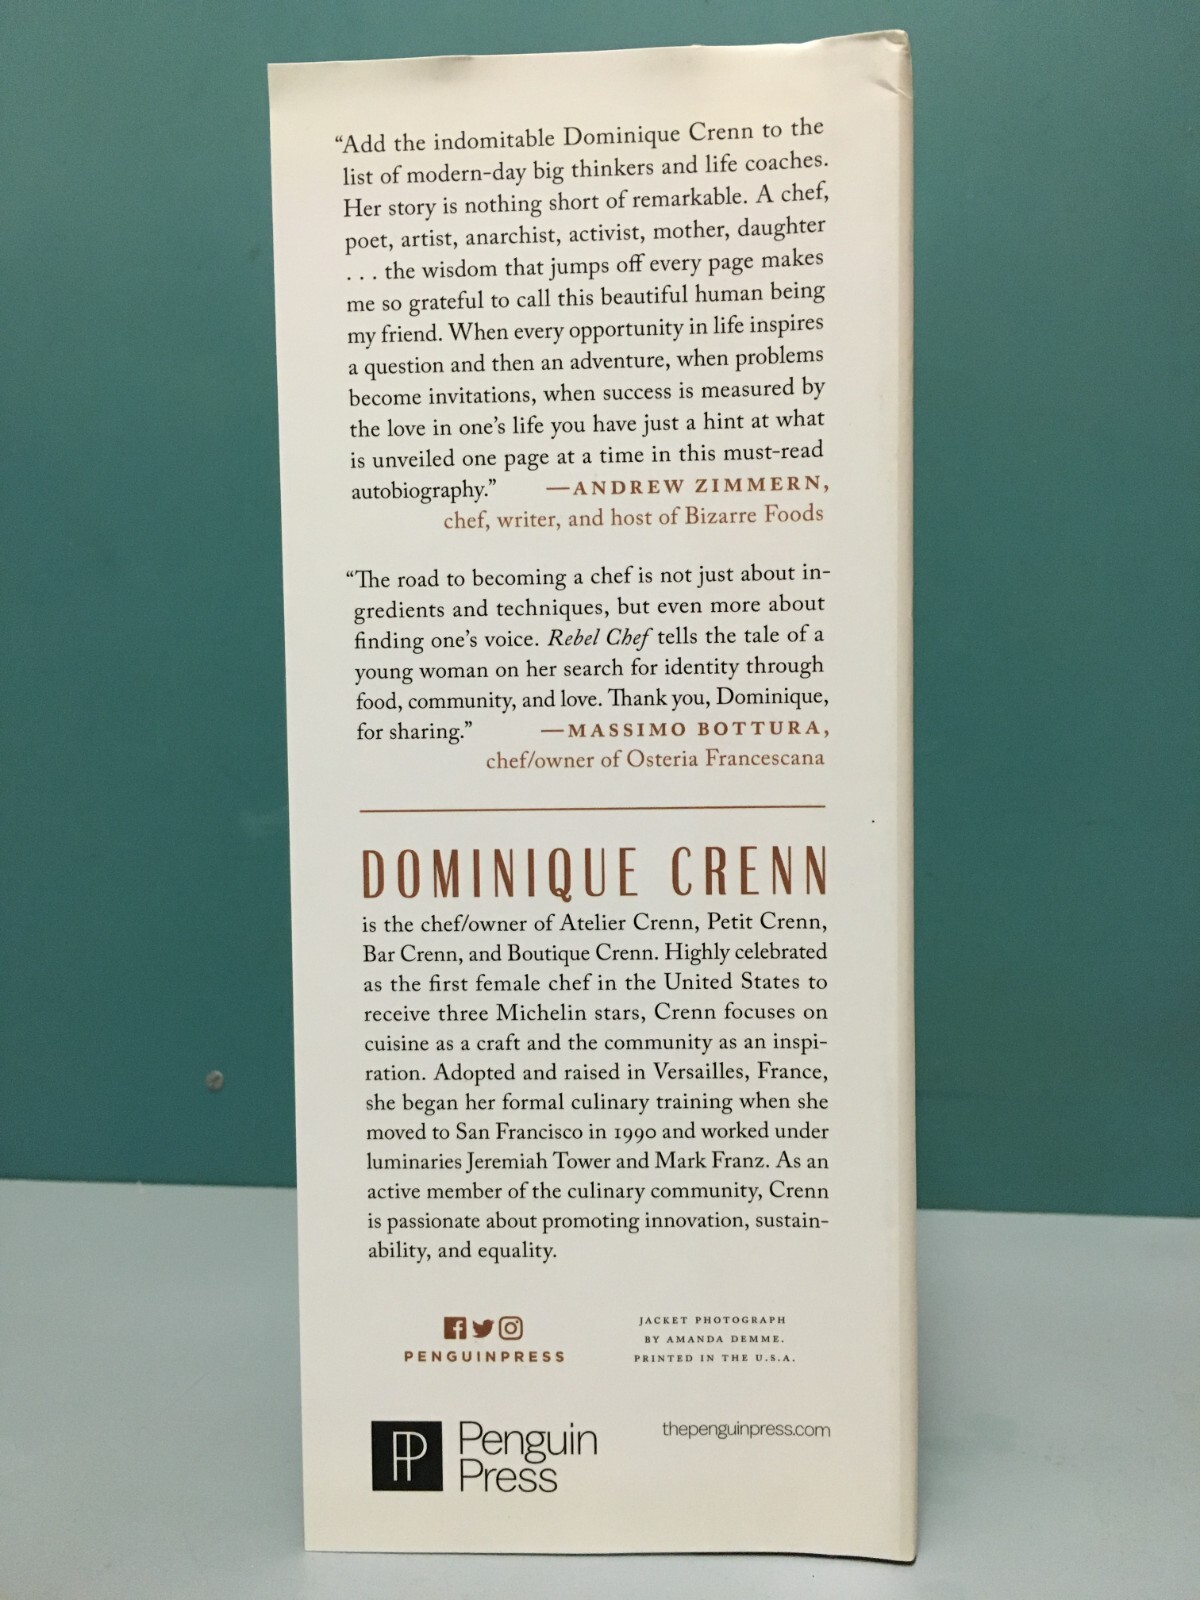 “Add the indomitable Dominique Crenn to the
list of modern-day big thinkers and life coaches.
Her story is nothing short of remarkable. A chef,
poet, artist, anarchist, activist, mother, daughter
. . . the wisdom that jumps off every page makes
me so grateful to call this beautiful human being
my friend. When every opportunity in life inspires
a question and then an adventure, when problems
become invitations, when success is measured by
the love in one’s life you have just a hint at what
is unveiled one page at a time in this must-read
autobiography.” —ANDREW ZIMMERN,
chef, writer, and host of Bizarre Foods
“The road to becoming a chef is not just about in-
gredients and techniques, but even more about
finding one’s voice. Rebel Chef tells the tale of a
young woman on her search for identity through
food, community, and love. Thank you, Dominique,
for sharing.” —MASSIMO BOTTURA,
chef/owner of Osteria Francescana
DOMINIQUE CRENN
is the chef/owner of Atelier Crenn, Petit Crenn,
Bar Crenn, and Boutique Crenn. Highly celebrated
as the first female chef in the United States to
receive three Michelin stars, Crenn focuses on
cuisine as a craft and the community as an inspi-
ration. Adopted and raised in Versailles, France,
she began her formal culinary training when she
moved to San Francisco in 1990 and worked under
luminaries Jeremiah Tower and Mark Franz. As an
active member of the culinary community, Crenn
is passionate about promoting innovation, sustain-
ability, and equality.
PENGUINPRESS
JACKET PHOTOGRAPH
BY AMANDA DEMME.
PRINTED IN THE U.S.A.
Penguin
Press
thepenguinpress.com